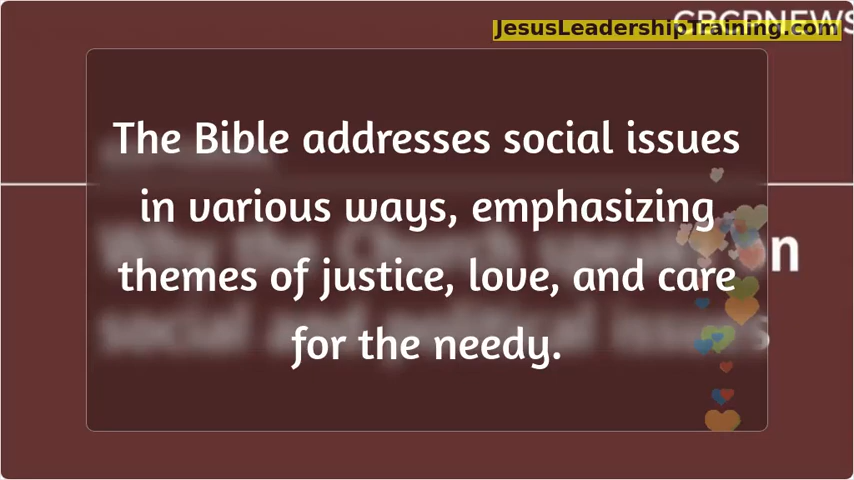 CBCPNEWS
JesusLeadershipTraining.com
The Bible addresses social issues
in various ways, emphasizing
themes of justice, love, and care
for the needy.